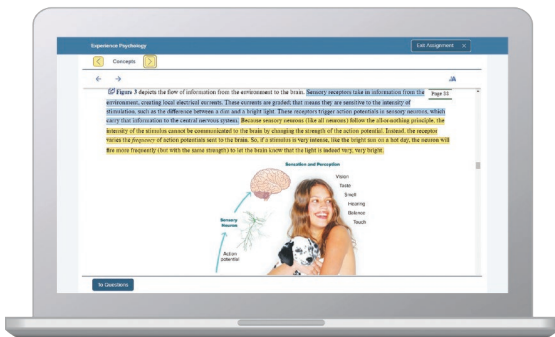 Experience Psychology
List Assignment X
Concepts
Figure 3 depicts the flow of information from the environment to the brain. Sensory receptors take in information from the
Page 33
environment, creating local electrical currents. These currents are graded; that means they are sensitive to the intensity of
stimulation, such as the difference between a dim and a bright light. These receptors trigger action potentials in sensory neurons, which
carry that information to the central nervous system. Because sensory neurons (like all neurons) follow the all-or-nothing principle, the
intensity of the stimulus cannot be communicated to the brain by changing the strength of the action potential. Instead, the receptor
varies the frequency of action potentials sent to the brain. So, if a stimulus is very intense, like the bright sun on a hot day, the neuron will
fire more frequently (but with the same strength) to let the brain know that the light is indeed very, very bright.
Sensation and Perception
Vision
Taste
Smell
Hearing
Balance
Touch
Sensory
Neuron
Action
potential
to Questions